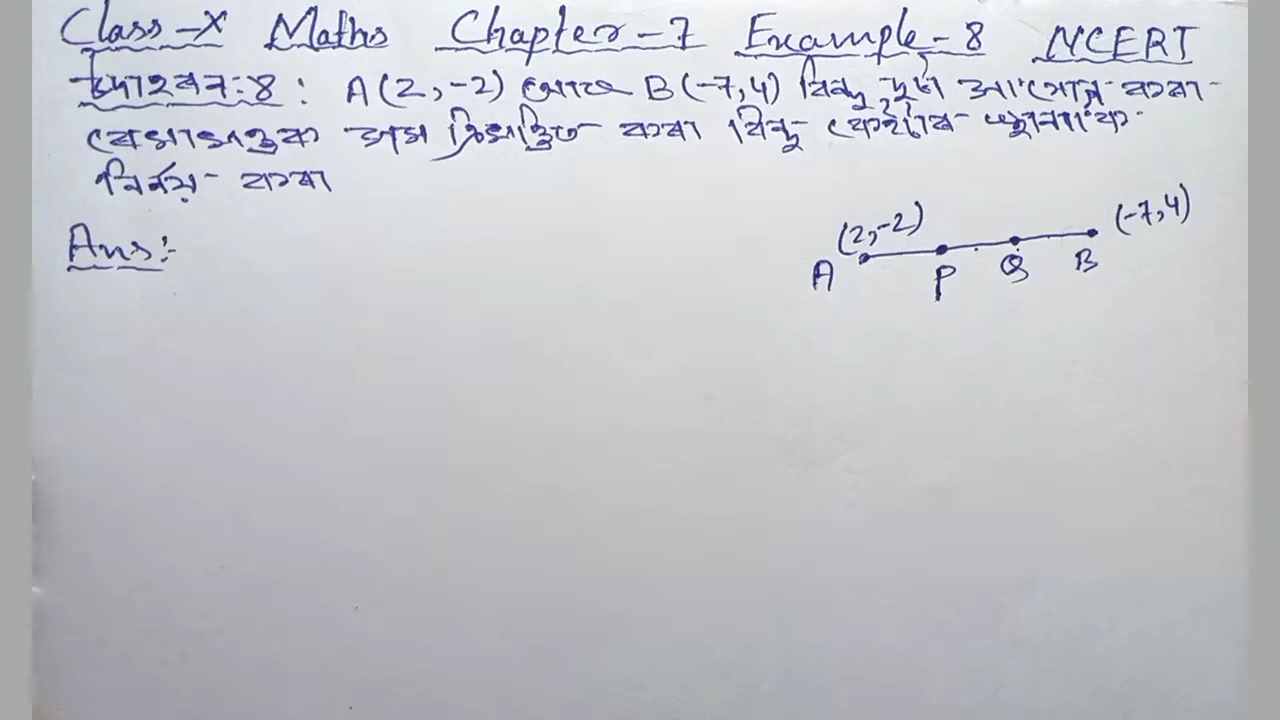 Class-X Maths Chapter-7 Example-8 NCERT
উদাহৰণ:8: A(2,-2) আৰু B(-7,4) বিন্দু দুটা সংযোগ কৰা
ৰেখাখণ্ডক সম ত্ৰিখণ্ডিত কৰা বিন্দু কেইটাৰ স্থানাংক
নিৰ্ণয় কৰা
Ans:-
(2,-2) (-7,4)
A P Q B